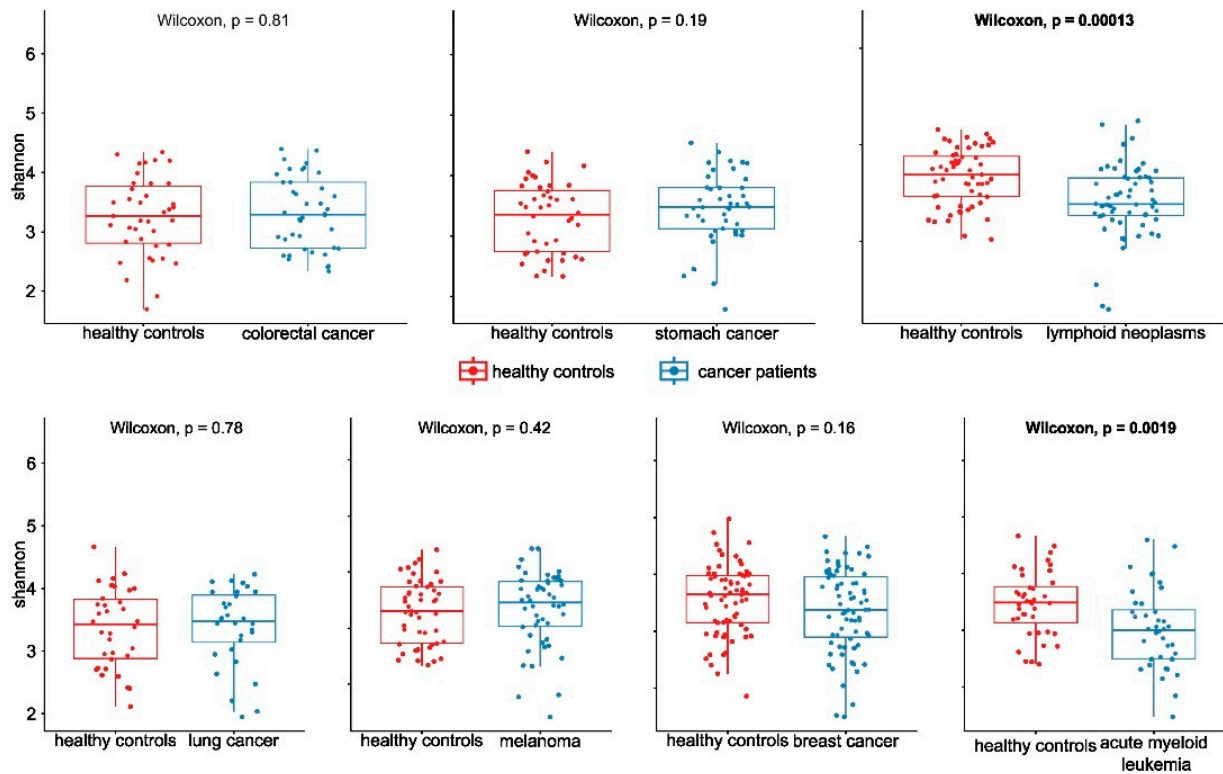 Wilcoxon, p = 0.81
Wilcoxon, p = 0.19
Wilcoxon, p = 0.00013
6
5
4
3
2
shannon
healthy controls
colorectal cancer
healthy controls
stomach cancer
healthy controls
lymphoid neoplasms
healthy controls
cancer patients
Wilcoxon, p = 0.78
Wilcoxon, p = 0.42
Wilcoxon, p = 0.16
Wilcoxon, p = 0.0019
6
5
4
3
2
shannon
healthy controls
lung cancer
healthy controls
melanoma
healthy controls
breast cancer
healthy controls
acute myeloid
leukemia